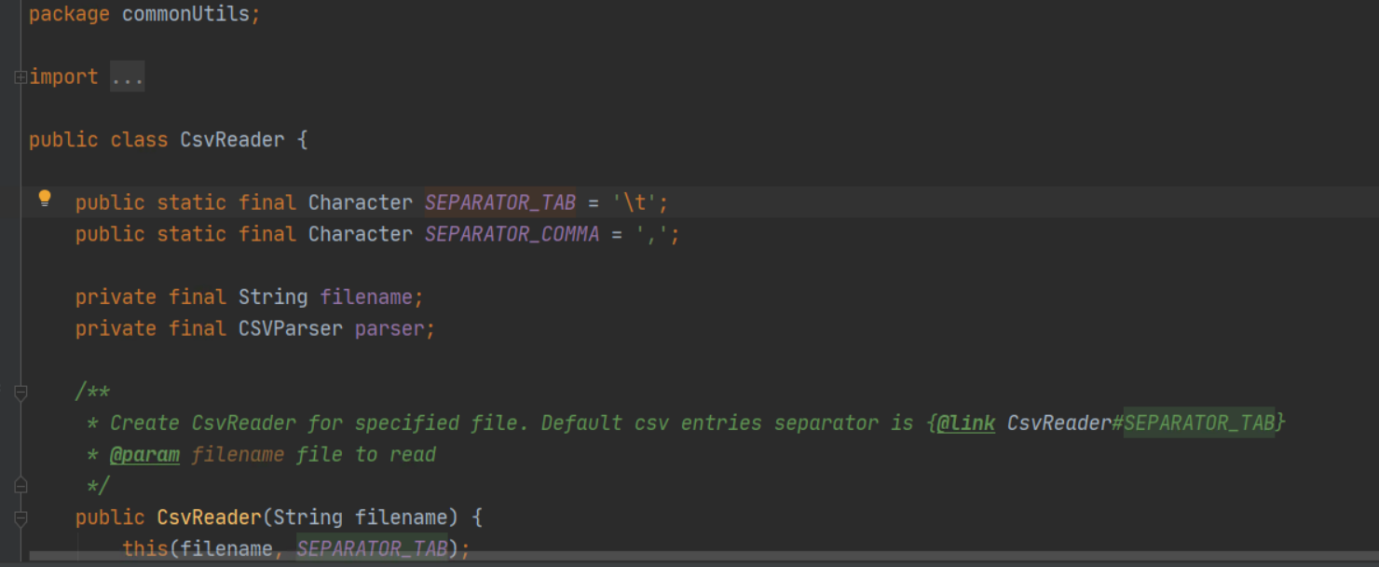 package commonUtils;
import ...
public class CsvReader {
public static final Character SEPARATOR_TAB = '\t';
public static final Character SEPARATOR_COMMA = ',';
private final String filename;
private final CSVParser parser;
/**
* Create CsvReader for specified file. Default csv entries separator is {@link CsvReader#SEPARATOR_TAB}
* @param filename file to read
*/
public CsvReader(String filename) {
this(filename, SEPARATOR_TAB);